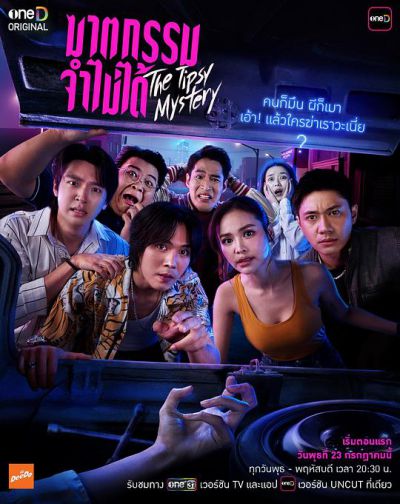 oneD
ORIGINAL
oneD
ฆาตกรรม
จำไม่ได้
The Tipsy
Mystery
คนก็มึน ผีก็เมา
เอ้า! แล้วใครฆ่าเราวะเนี่ย
?
เริ่มตอนแรก
วันพุธที่ 23 กรกฎาคมนี้
ทุกวันพุธ - พฤหัสบดี เวลา 20:30 น.
DeeDo
รับชมทาง one31 เวอร์ชัน TV และแอป oneD เวอร์ชัน UNCUT ที่เดียว